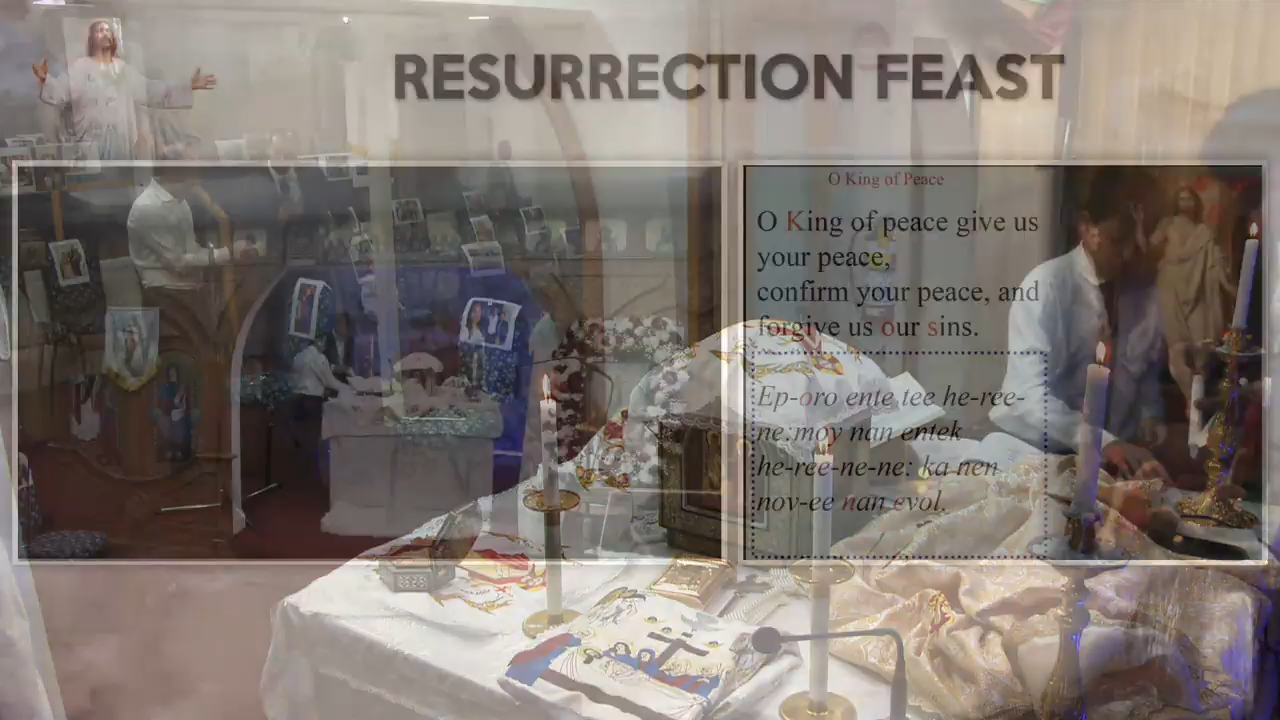 RESURRECTION FEAST
O King of Peace
O King of peace give us
your peace,
confirm your peace, and
forgive us our sins.
Ep-oro ente tee he-ree-
ne:moy nan entek
he-ree-ne-ne: ka nen
nov-ee nan evol.